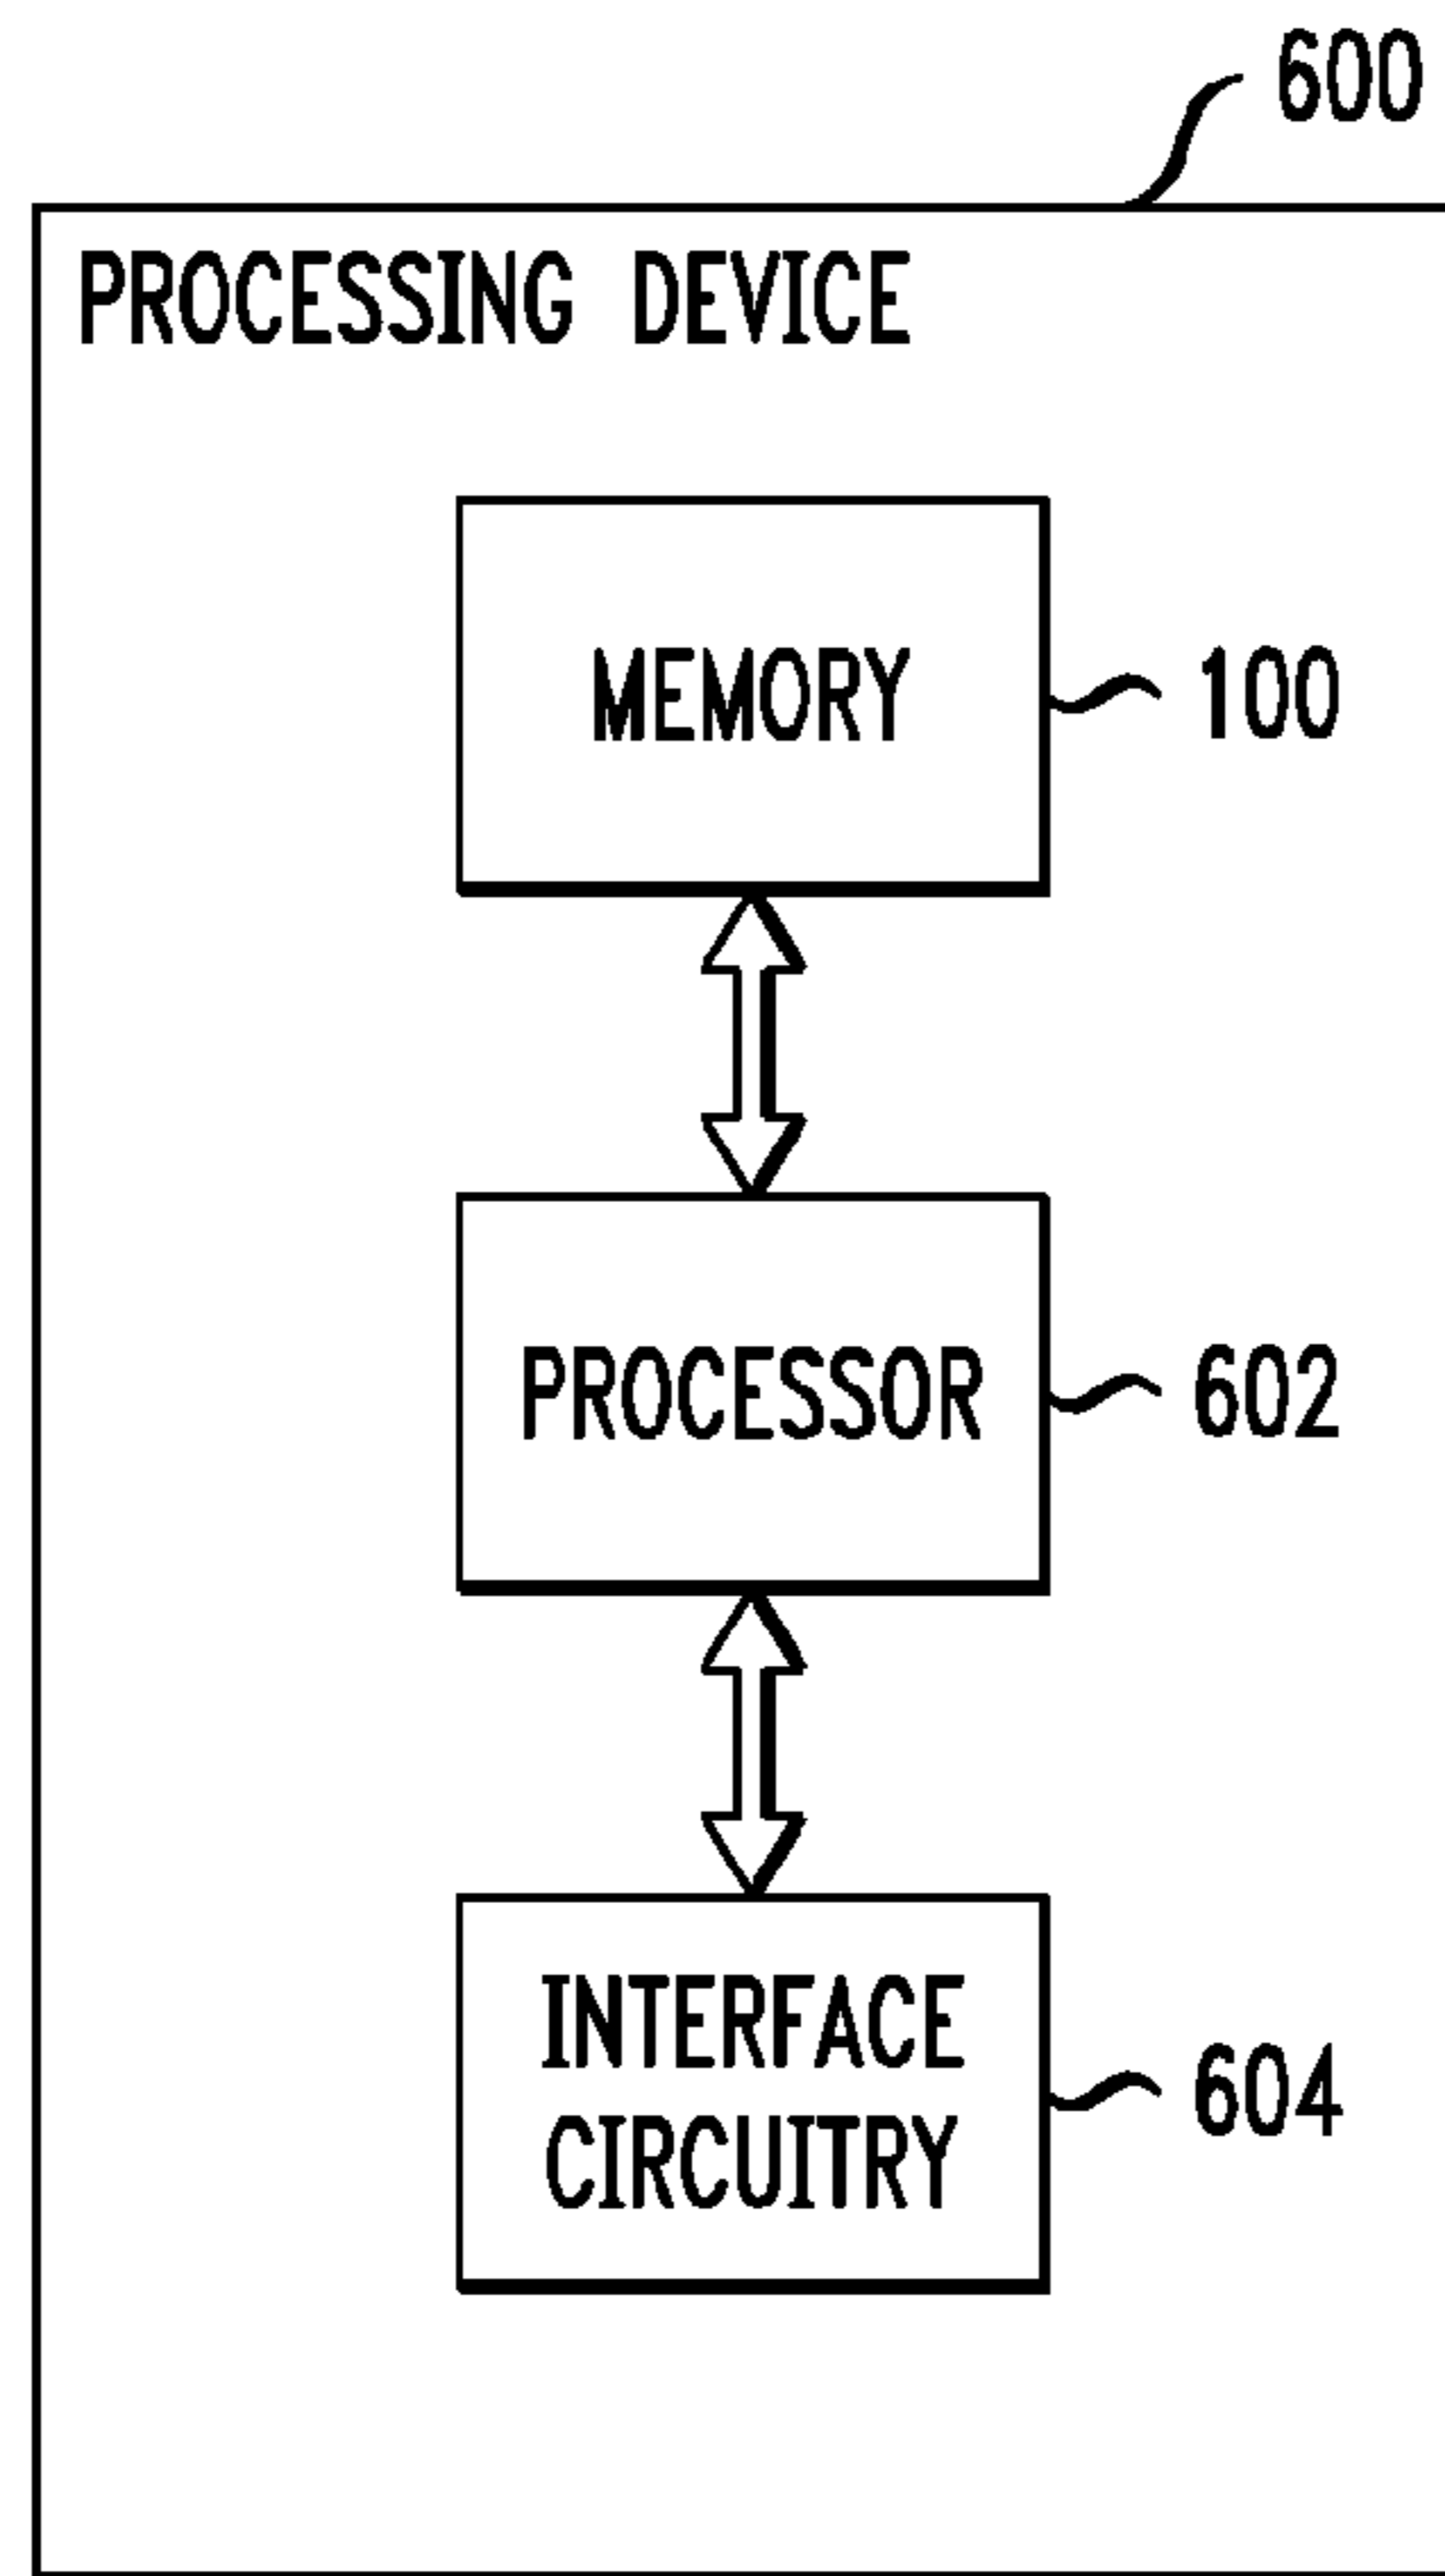 600
PROCESSING DEVICE
MEMORY
100
PROCESSOR
602
INTERFACE
CIRCUITRY
604